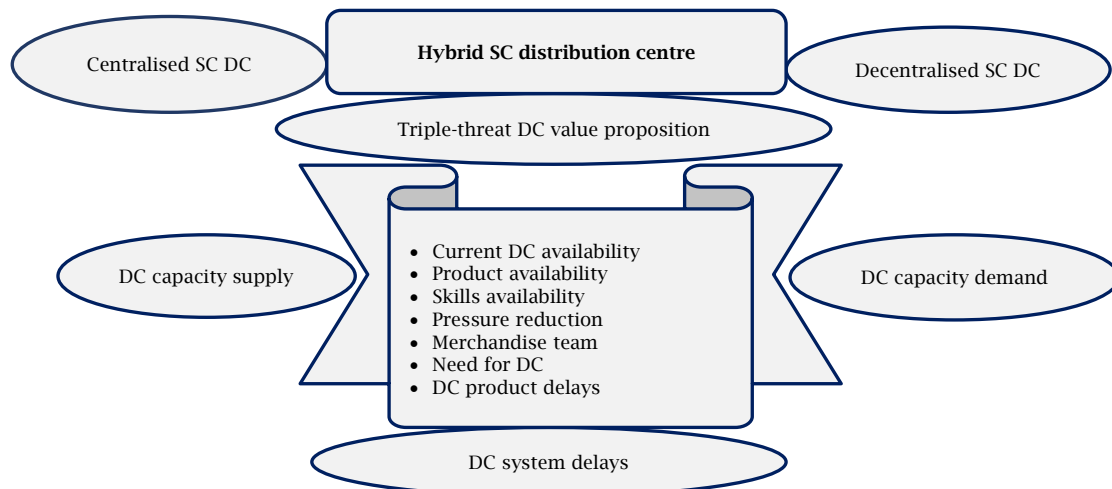 Centralised SC DC
Hybrid SC distribution centre
Decentralised SC DC
Triple-threat DC value proposition
DC capacity supply
• Current DC availability
• Product availability
• Skills availability
• Pressure reduction
• Merchandise team
• Need for DC
• DC product delays
DC capacity demand
DC system delays